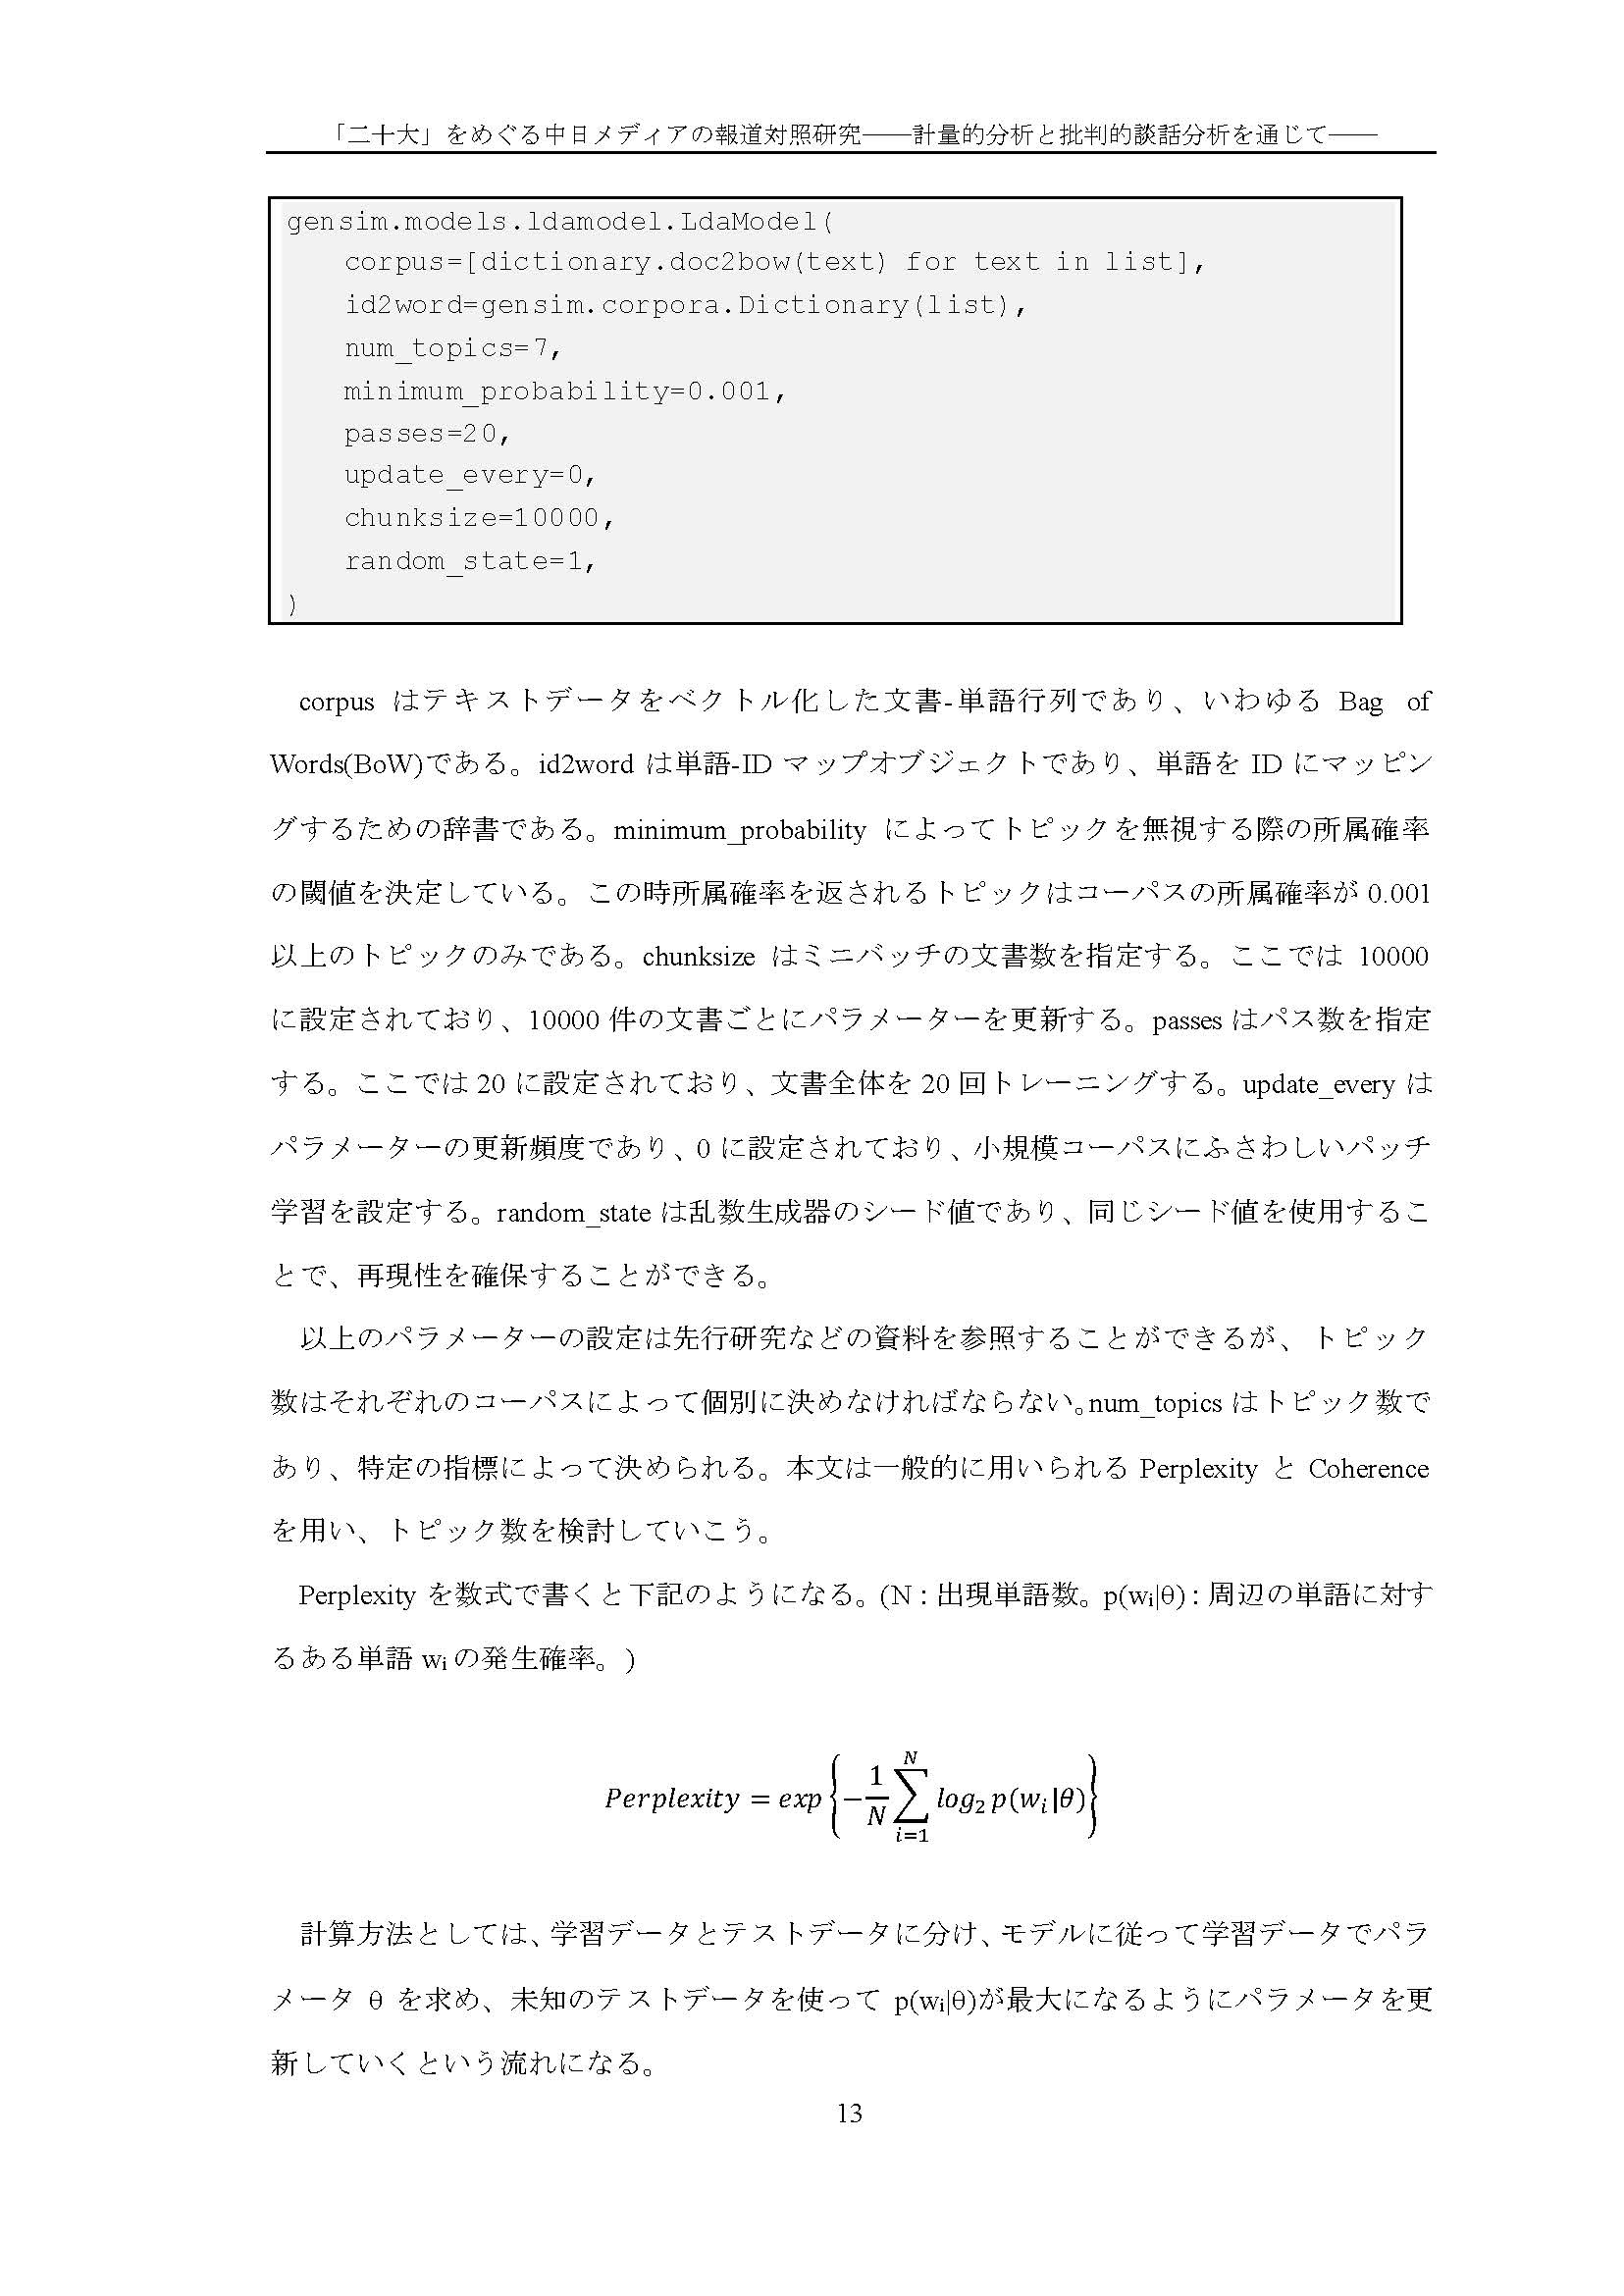 「二十大」をめぐる中日メディアの報道対照研究——計量的分析と批判的談話分析を通じて——
gensim.models.ldamodel.LdaModel(
corpus=[dictionary.doc2bow(text) for text in list],
id2word=gensim.corpora.Dictionary(list),
num_topics=7,
minimum_probability=0.001,
passes=20,
update_every=0,
chunksize=10000,
random_state=1,
)
corpus はテキストデータをベクトル化した文書-単語行列であり、いわゆる Bag of
Words(BoW)である。id2word は単語-ID マップオブジェクトであり、単語を ID にマッピン
グするための辞書である。minimum_probability によってトピックを無視する際の所属確率
の閾値を決定している。この時所属確率を返されるトピックはコーパスの所属確率が 0.001
以上のトピックのみである。chunksize はミニバッチの文書数を指定する。ここでは 10000
に設定されており、10000 件の文書ごとにパラメーターを更新する。passes はパス数を指定
する。ここでは 20 に設定されており、文書全体を 20 回トレーニングする。update_every は
パラメーターの更新頻度であり、0 に設定されており、小規模コーパスにふさわしいパッチ
学習を設定する。random_state は乱数生成器のシード値であり、同じシード値を使用するこ
とで、再現性を確保することができる。
以上のパラメーターの設定は先行研究などの資料を参照することができるが、トピック
数はそれぞれのコーパスによって個別に決めなければならない。num_topics はトピック数で
あり、特定の指標によって決められる。本文は一般的に用いられる Perplexity と Coherence
を用い、トピック数を検討していこう。
Perplexity を数式で書くと下記のようになる。(N : 出現単語数。p(wᵢ|θ) : 周辺の単語に対す
るある単語 wᵢ の発生確率。)
Perplexity = exp{−1/N ∑_{i=1}^{N} log₂ p(wᵢ|θ)}
計算方法としては、学習データとテストデータに分け、モデルに従って学習データでパラ
メータ θ を求め、未知のテストデータを使って p(wᵢ|θ)が最大になるようにパラメータを更
新していくという流れになる。
13